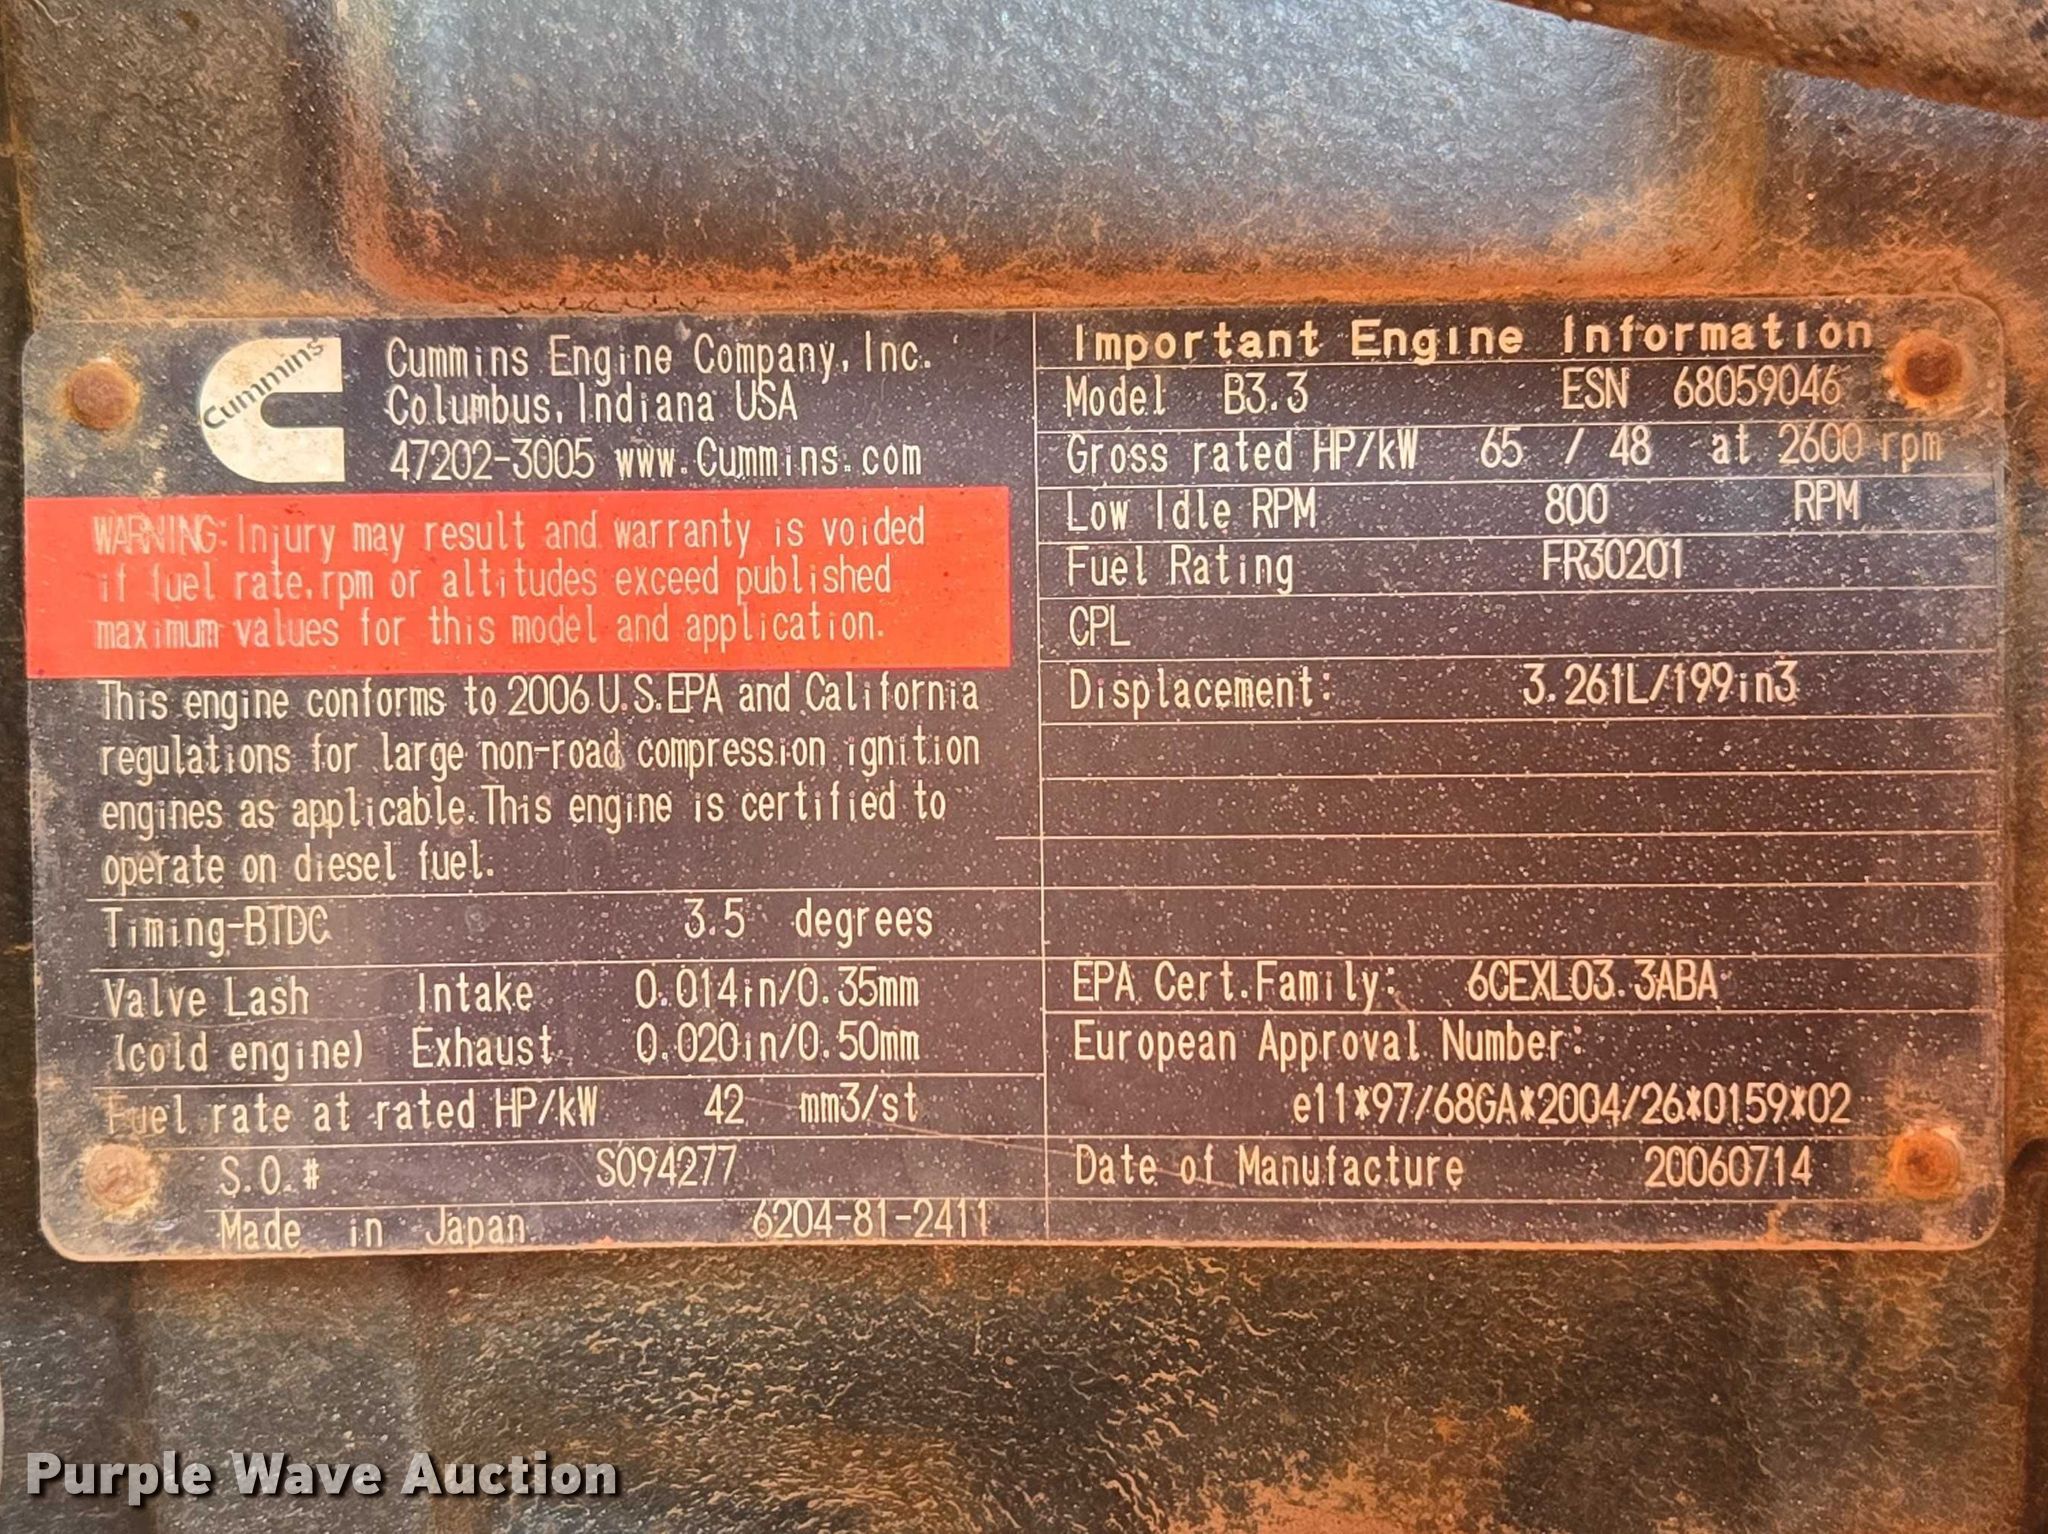 Cummins
Cummins Engine Company, Inc.
Columbus, Indiana USA
47202-3005 www.Cummins.com
WARNING: Injury may result and warranty is voided
if fuel rate, rpm or altitudes exceed published
maximum values for this model and application.
This engine conforms to 2006 U.S.EPA and California
regulations for large non-road compression ignition
engines as applicable. This engine is certified to
operate on diesel fuel.
Timing-BTDC 3.5 degrees
Valve Lash Intake 0.014in/0.35mm
(cold engine) Exhaust 0.020in/0.50mm
Fuel rate at rated HP/kW 42 mm3/st
S.O.# SO94277
Made in Japan 6204-81-2411
Important Engine Information
Model B3.3 ESN 68059046
Gross rated HP/kW 65 / 48 at 2600 rpm
Low Idle RPM 800 RPM
Fuel Rating FR30201
CPL
Displacement: 3.261L/199in3
EPA Cert.Family: 6CEXL03.3ABA
European Approval Number:
e11*97/68GA*2004/26*0159*02
Date of Manufacture 20060714
Purple Wave Auction